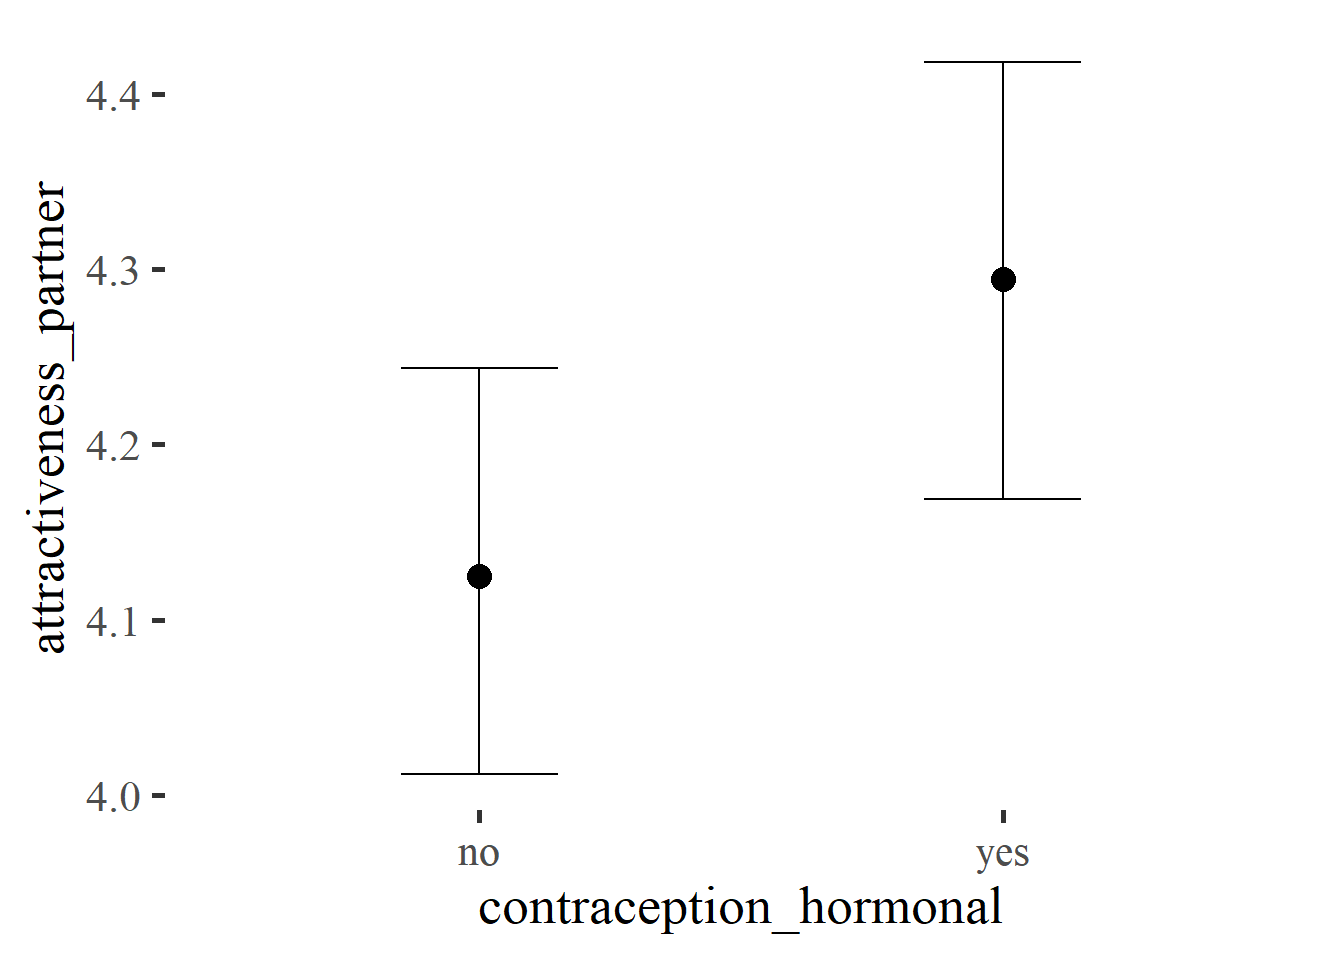 4.4
4.3
4.2
4.1
4.0
attractiveness_partner
no
yes
contraception_hormonal